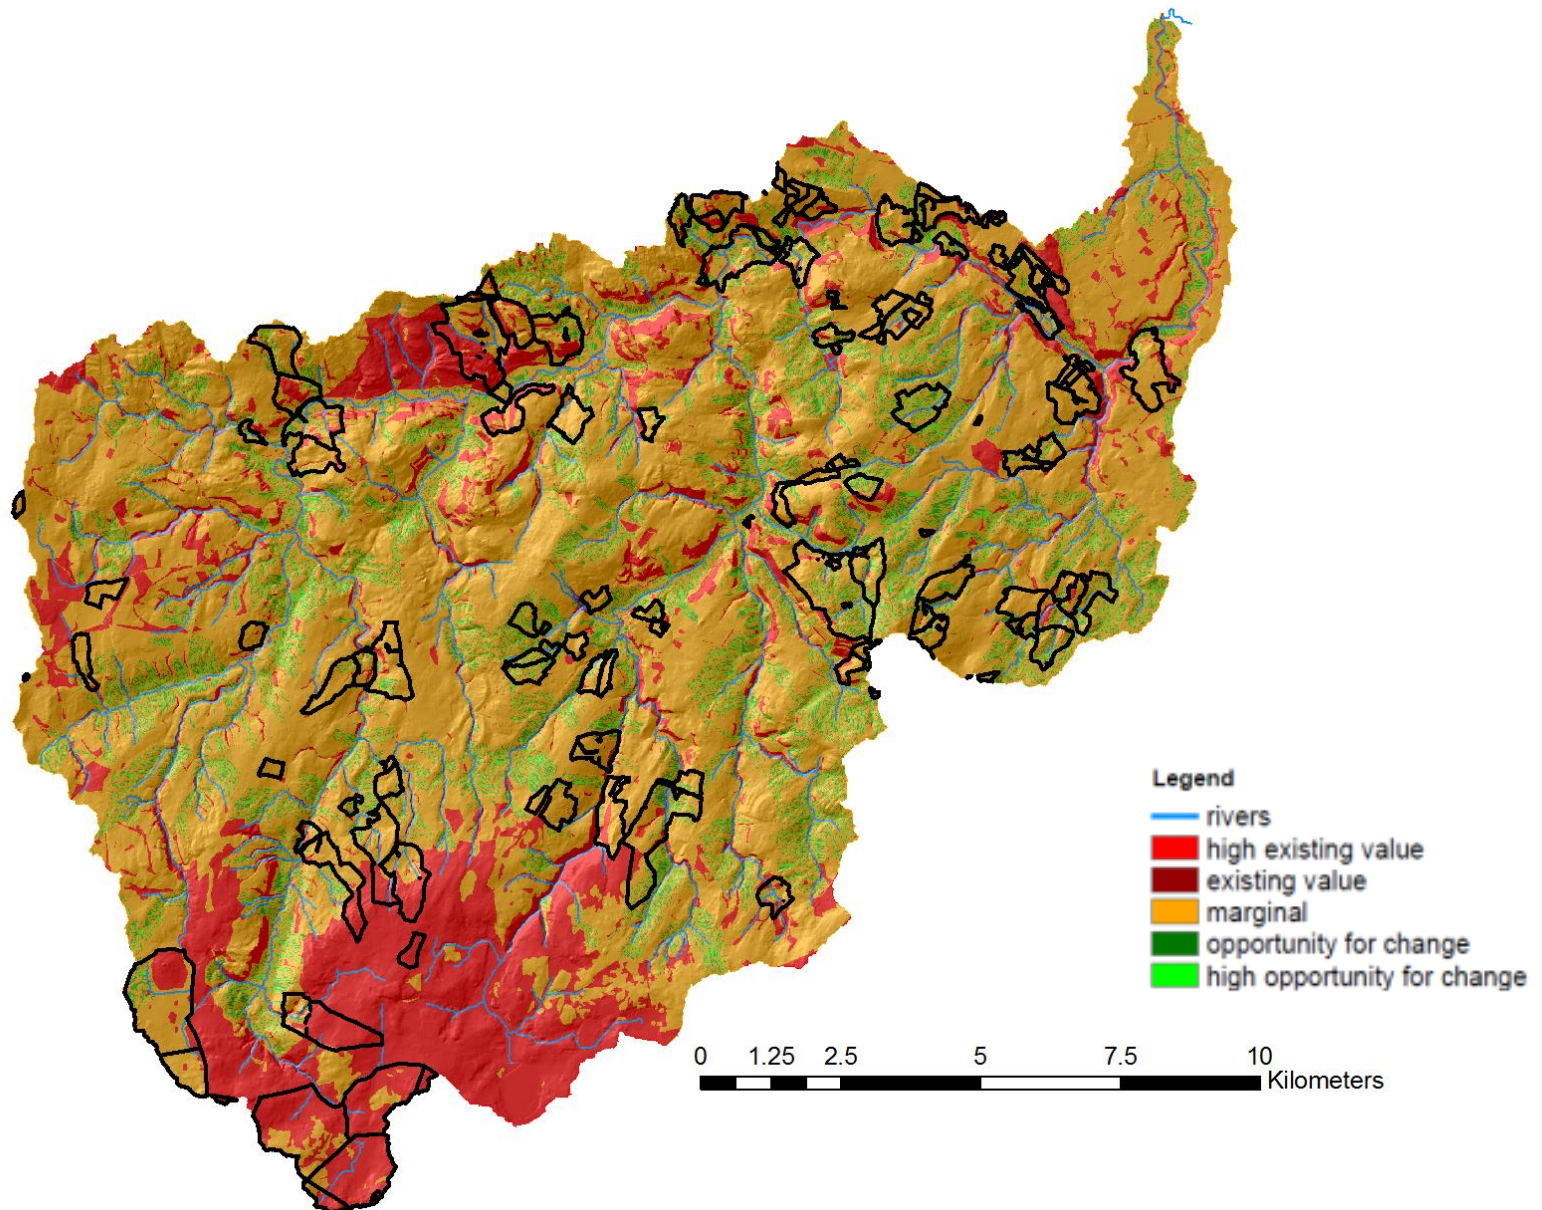 Legend
rivers
high existing value
existing value
marginal
opportunity for change
high opportunity for change
0 1.25 2.5 5 7.5 10
Kilometers